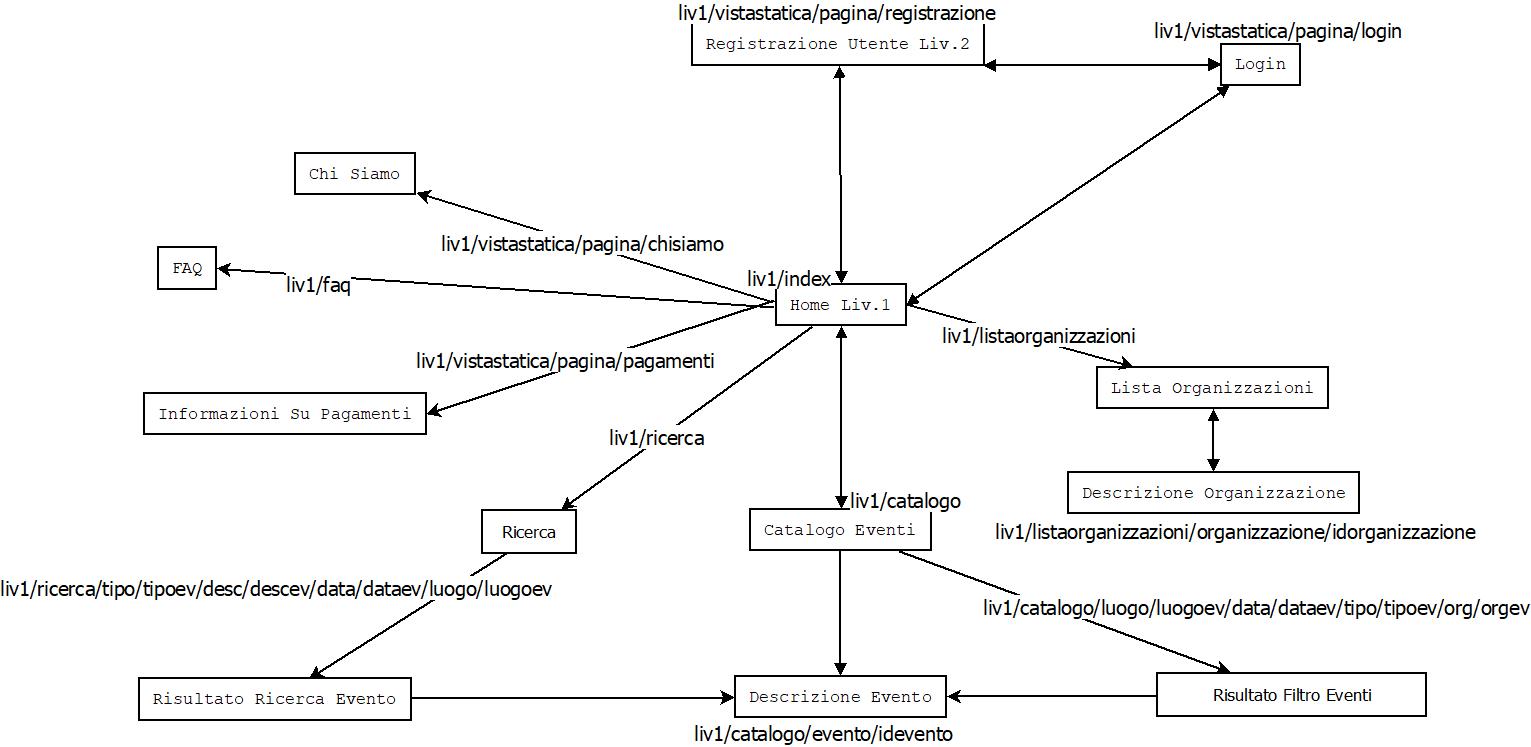 liv1/vistastatica/pagina/registrazione
Registrazione Utente Liv.2
liv1/vistastatica/pagina/login
Login
Chi Siamo
liv1/vistastatica/pagina/chisiamo
FAQ
liv1/faq
liv1/index
Home Liv.1
liv1/listaorganizzazioni
liv1/vistastatica/pagina/pagamenti
Lista Organizzazioni
Informazioni Su Pagamenti
liv1/ricerca
Descrizione Organizzazione
liv1/listaorganizzazioni/organizzazione/idorganizzazione
liv1/catalogo
Ricerca
Catalogo Eventi
liv1/ricerca/tipo/tipoev/desc/descev/data/dataev/luogo/luogoev
liv1/catalogo/luogo/luogoev/data/dataev/tipo/tipoev/org/orgev
Risultato Ricerca Evento
Descrizione Evento
Risultato Filtro Eventi
liv1/catalogo/evento/idevento